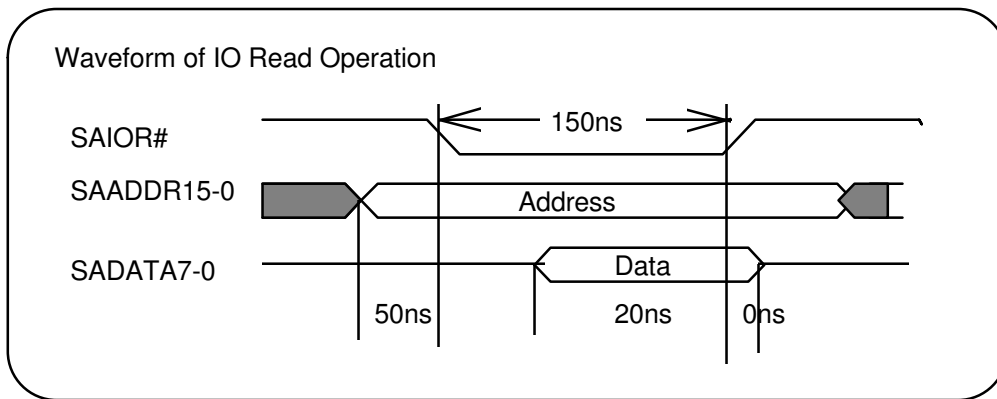 Waveform of IO Read Operation
150ns
SAIOR#
SAADDR15-0
Address
SADATA7-0
Data
50ns
20ns
0ns